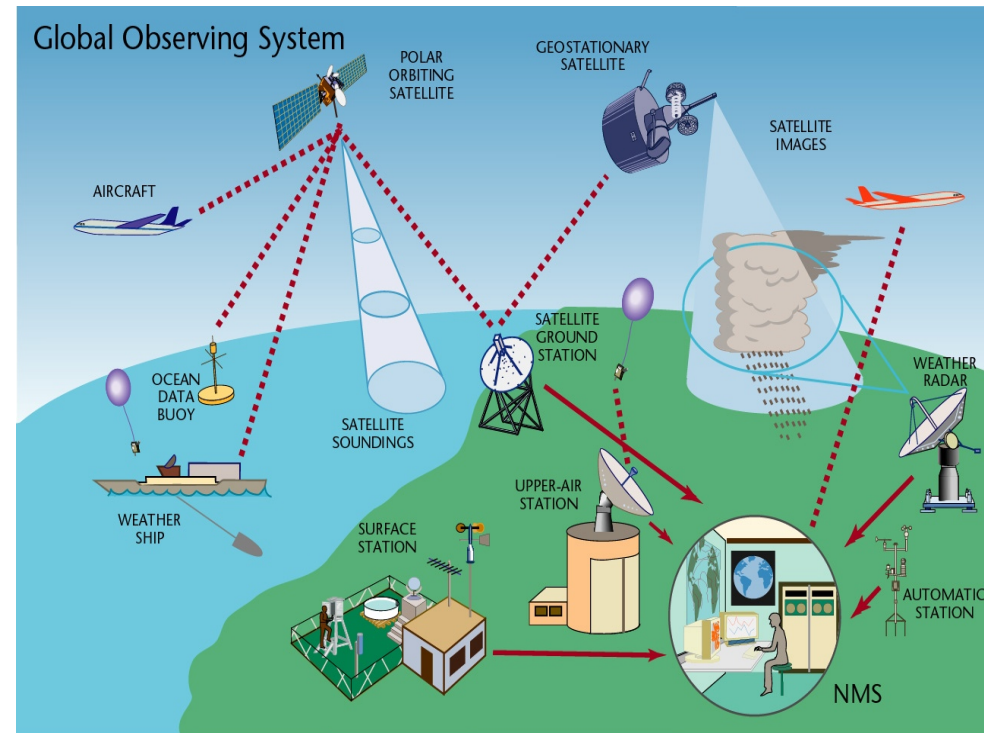 Global Observing System
POLAR
ORBITING
SATELLITE
GEOSTATIONARY
SATELLITE
SATELLITE
IMAGES
AIRCRAFT
SATELLITE
GROUND
STATION
WEATHER
RADAR
OCEAN
DATA
BUOY
SATELLITE
SOUNDINGS
UPPER-AIR
STATION
WEATHER
SHIP
SURFACE
STATION
AUTOMATIC
STATION
NMS